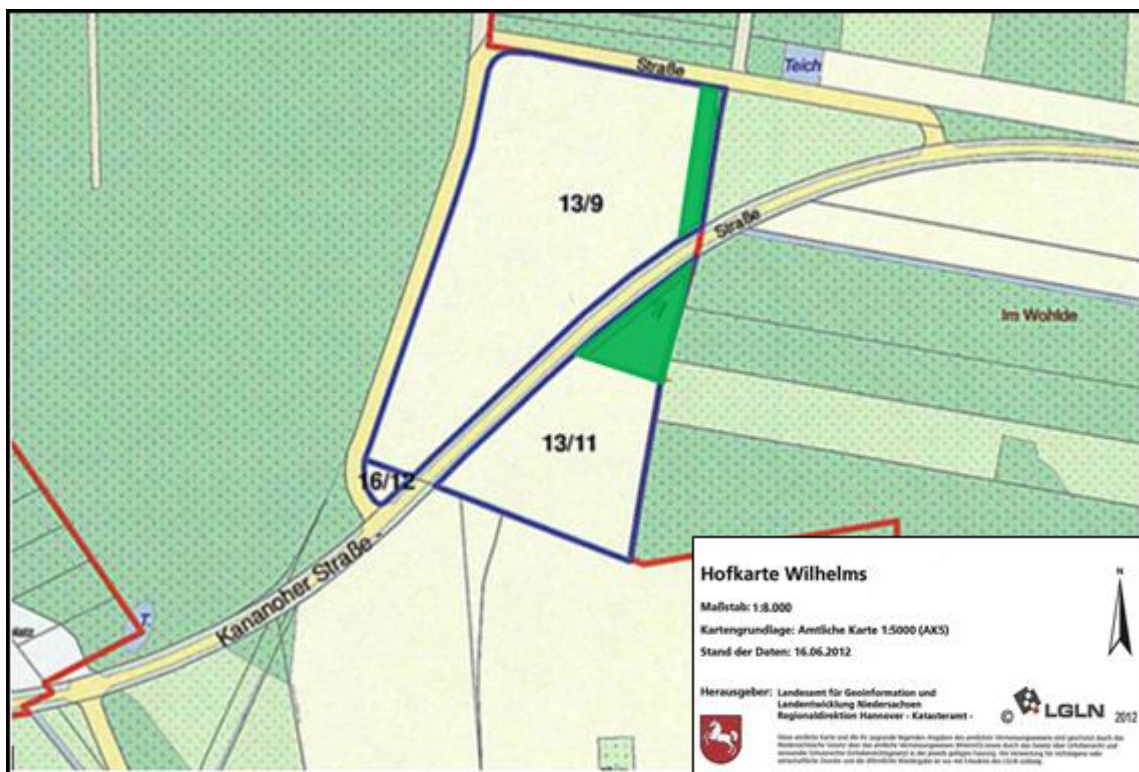 Straße
Teich
13/9
Straße
Im Wohlde
13/11
16/12
Kananoher Straße -
T.
Hofkarte Wilhelms
Maßstab: 1:8.000
Kartengrundlage: Amtliche Karte 1:5000 (AK5)
Stand der Daten: 16.06.2012
N
Herausgeber: Landesamt für Geoinformation und
Landentwicklung Niedersachsen
Regionaldirektion Hannover - Katasteramt -
© LGLN 2012